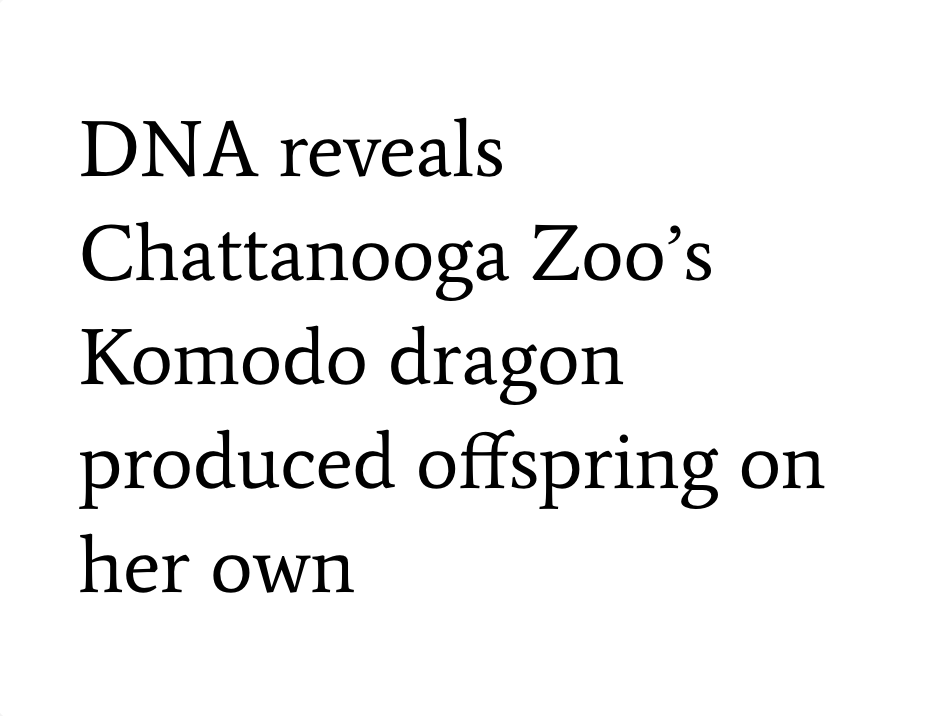 DNA reveals
Chattanooga Zoo’s
Komodo dragon
produced offspring on
her own